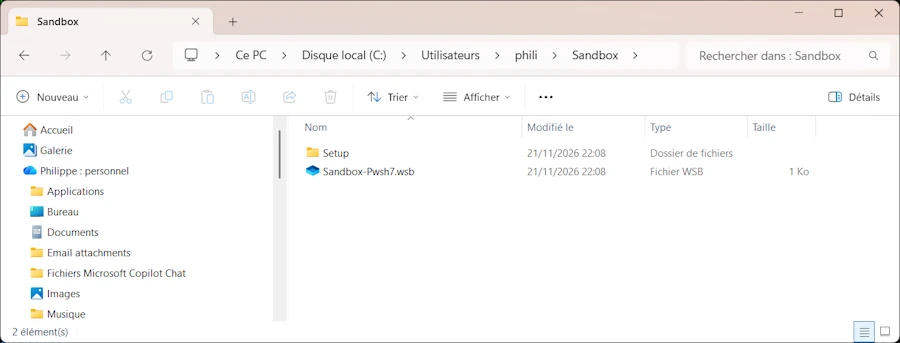 Sandbox
Ce PC > Disque local (C:) > Utilisateurs > phili > Sandbox > Rechercher dans : Sandbox
Nouveau Trier Afficher Détails
Nom Modifié le Type Taille
Accueil
Galerie
Philippe : personnel
Applications
Bureau
Documents
Email attachments
Fichiers Microsoft Copilot Chat
Images
Musique
Setup 21/11/2026 22:08 Dossier de fichiers
Sandbox-Pwsh7.wsb 21/11/2026 22:08 Fichier WSB 1 Ko
2 élément(s)